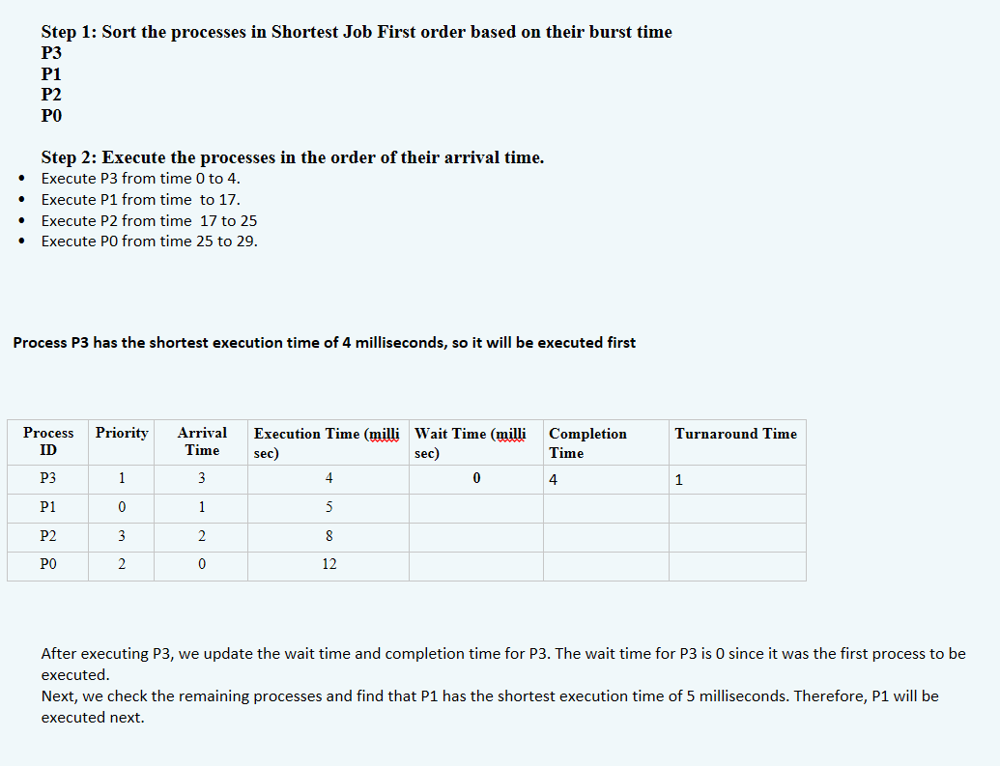 Step 1: Sort the processes in Shortest Job First order based on their burst time
P3
P1
P2
P0
Step 2: Execute the processes in the order of their arrival time.
• Execute P3 from time 0 to 4.
• Execute P1 from time  to 17.
• Execute P2 from time  17 to 25
• Execute P0 from time 25 to 29.
Process P3 has the shortest execution time of 4 milliseconds, so it will be executed first
Process ID Priority Arrival Time Execution Time (milli sec) Wait Time (milli sec) Completion Time Turnaround Time
P3 1 3 4 0 4 1
P1 0 1 5
P2 3 2 8
P0 2 0 12
After executing P3, we update the wait time and completion time for P3. The wait time for P3 is 0 since it was the first process to be
executed.
Next, we check the remaining processes and find that P1 has the shortest execution time of 5 milliseconds. Therefore, P1 will be
executed next.